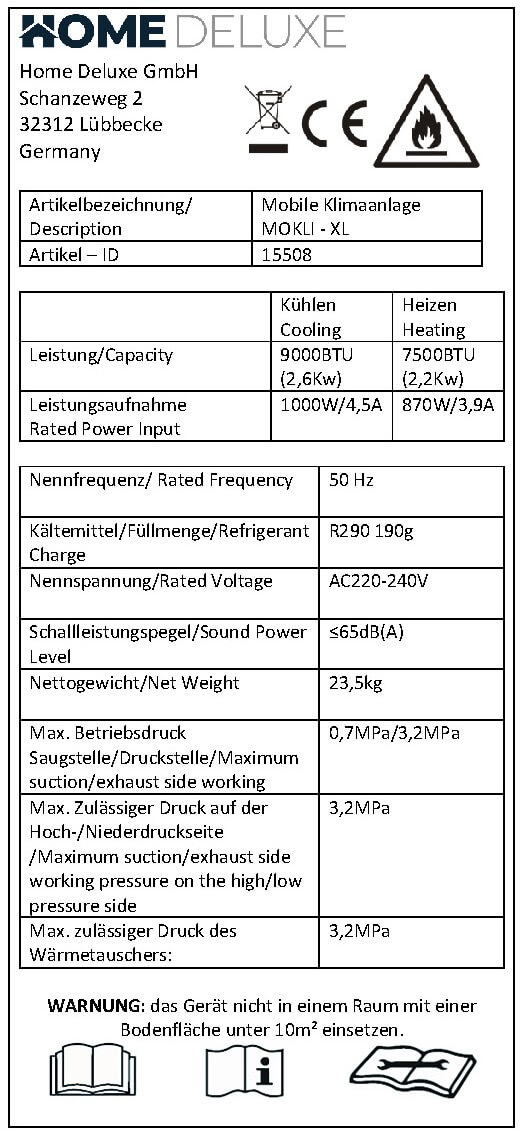 HOME DELUXE
Home Deluxe GmbH
Schanzeweg 2
32312 Lübbecke
Germany
CE
Artikelbezeichnung/ Mobile Klimaanlage
Description MOKLI - XL
Artikel – ID 15508
Kühlen Heizen
Cooling Heating
Leistung/Capacity 9000BTU 7500BTU
(2,6Kw) (2,2Kw)
Leistungsaufnahme 1000W/4,5A 870W/3,9A
Rated Power Input
Nennfrequenz/ Rated Frequency 50 Hz
Kältemittel/Füllmenge/Refrigerant R290 190g
Charge
Nennspannung/Rated Voltage AC220-240V
Schallleistungspegel/Sound Power ≤65dB(A)
Level
Nettogewicht/Net Weight 23,5kg
Max. Betriebsdruck 0,7MPa/3,2MPa
Saugstelle/Druckstelle/Maximum
suction/exhaust side working
Max. Zulässiger Druck auf der 3,2MPa
Hoch-/Niederdruckseite
/Maximum suction/exhaust side
working pressure on the high/low
pressure side
Max. zulässiger Druck des 3,2MPa
Wärmetauschers:
WARNUNG: das Gerät nicht in einem Raum mit einer
Bodenfläche unter 10m² einsetzen.
i